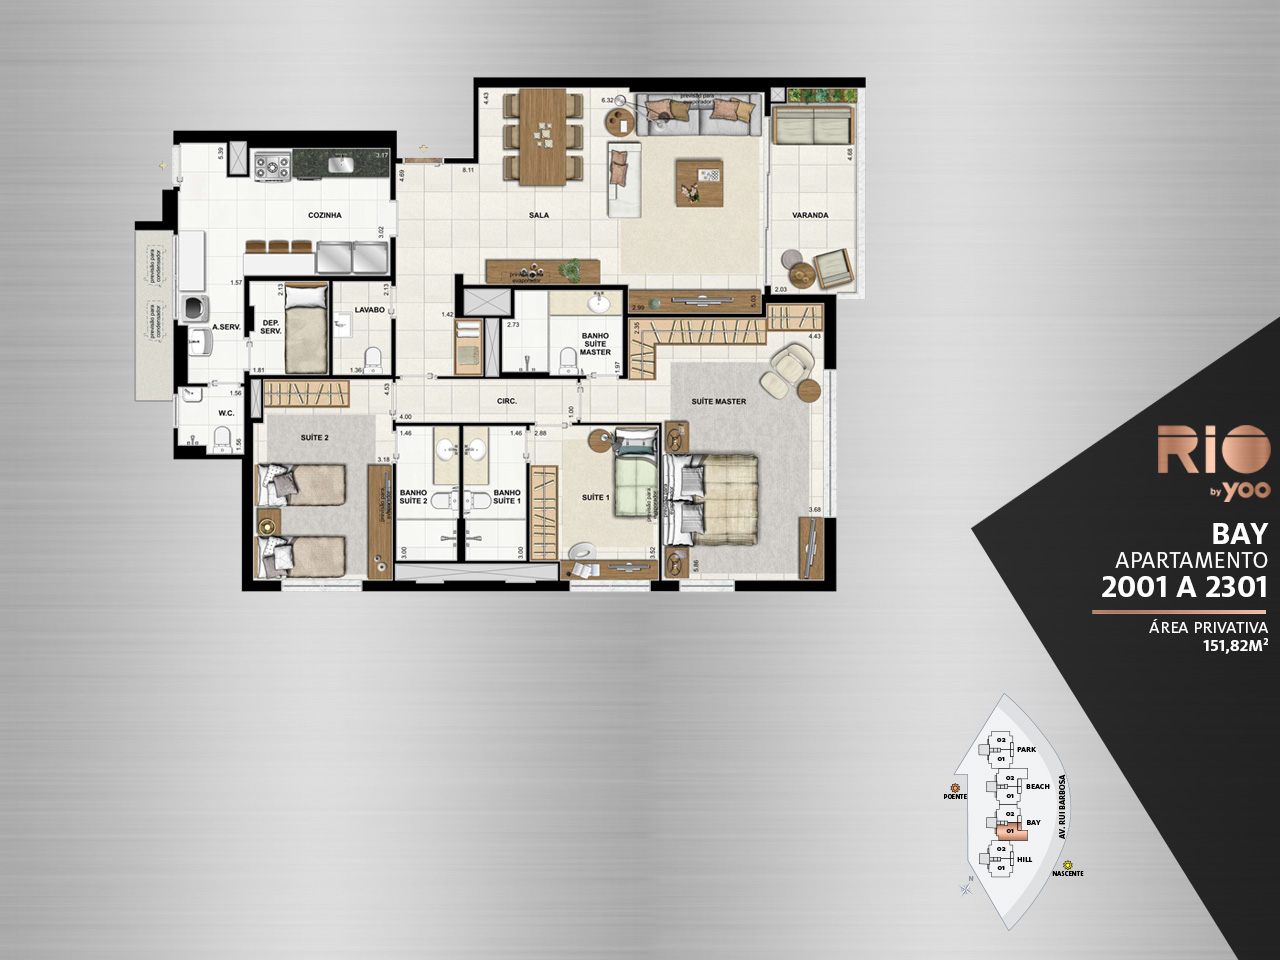 previsão para
evaporador
4.43
6.32
5.39
3.17
4.69
8.11
4.68
COZINHA
SALA
VARANDA
3.02
previsão para
condensador
previsão para
evaporador
1.57
2.13
2.13
2.03
2.99
5.03
previsão para
condensador
LAVABO
1.42
A.SERV.
DEP.
SERV.
2.73
2.35
BANHO
SUÍTE
MASTER
4.43
1.81
1.36
1.97
1.56
4.53
CIRC.
SUÍTE MASTER
W.C.
4.00
1.00
1.56
SUÍTE 2
1.46
1.46
2.88
3.18
BANHO
SUÍTE 2
BANHO
SUÍTE 1
SUÍTE 1
previsão para
evaporador
previsão para
evaporador
3.68
3.00
3.00
3.52
5.86
RIO
by yoo
BAY
APARTAMENTO
2001 A 2301
ÁREA PRIVATIVA
151,82M²
02
PARK
01
02
BEACH
01
POENTE
02
BAY
01
AV. RUI BARBOSA
02
HILL
01
NASCENTE
N